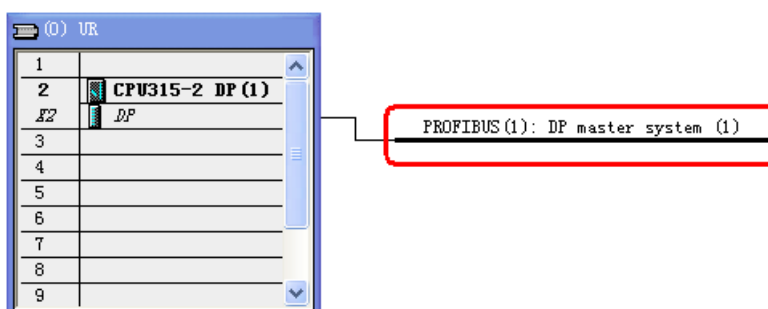 (0) UR
1
2 CPU315-2 DP(1)
X2 DP
3
4
5
6
7
8
9
PROFIBUS(1): DP master system (1)